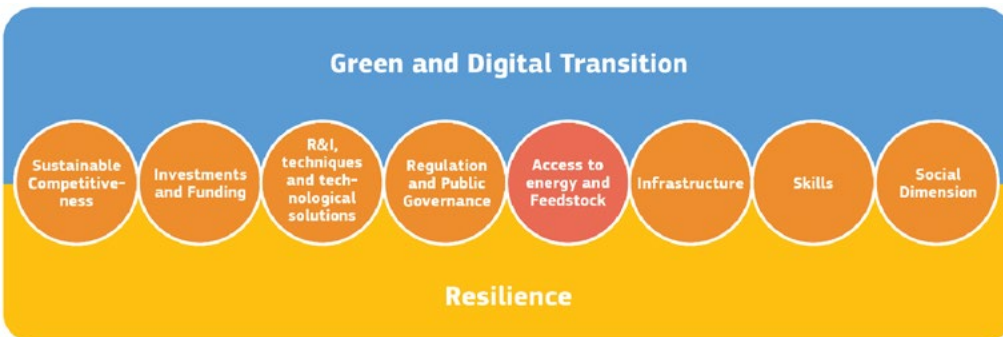 Green and Digital Transition
Sustainable
Competitive-
ness
Investments
and Funding
R&I,
techniques
and tech-
nological
solutions
Regulation
and Public
Governance
Access to
energy and
Feedstock
Infrastructure
Skills
Social
Dimension
Resilience